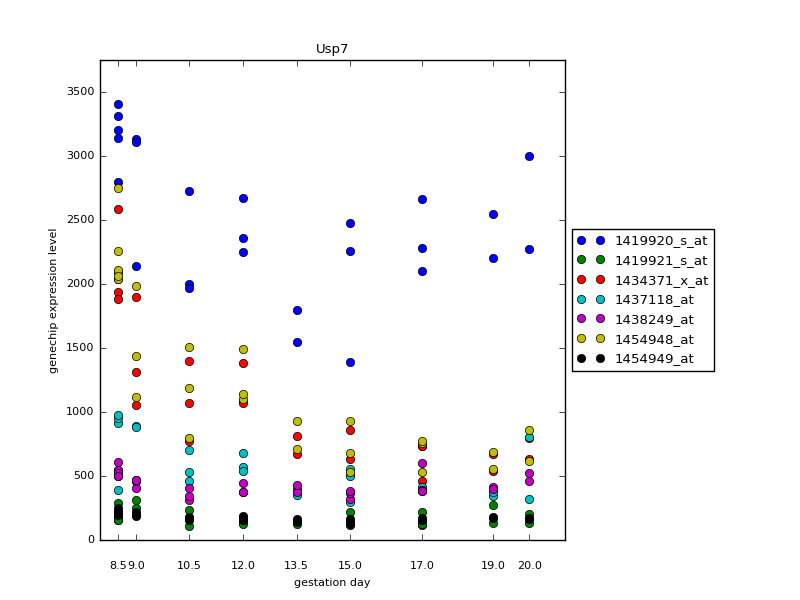 Usp7
genechip expression level
3500
3000
2500
2000
1500
1000
500
0
8.5 9.0 10.5 12.0 13.5 15.0 17.0 19.0 20.0
gestation day
1419920_s_at
1419921_s_at
1434371_x_at
1437118_at
1438249_at
1454948_at
1454949_at